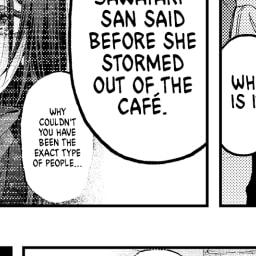 SAN SAID
BEFORE SHE
STORMED
OUT OF THE
CAFÉ.
WHY
COULDN'T
YOU HAVE
BEEN THE
EXACT TYPE
OF PEOPLE...
WH
IS I